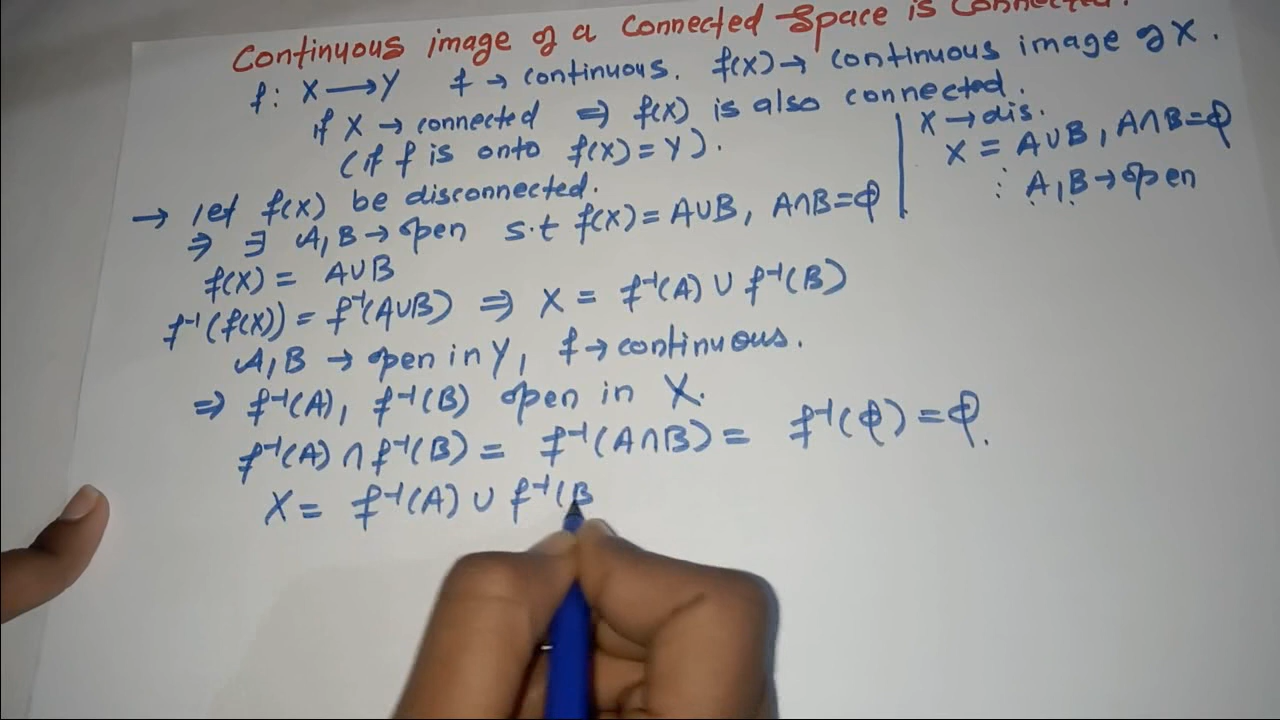 Continuous image of a connected Space is Connected.
f: X → Y f → continuous. f(X) → continuous image of X.
if X → connected ⇒ f(X) is also connected.
(if f is onto f(X) = Y).
X → dis.
X = A∪B, A∩B = φ
: A, B → open
→ let f(X) be disconnected.
⇒ ∃ A, B → open s.t f(X) = A∪B, A∩B = φ
f(X) = A∪B
f⁻¹(f(X)) = f⁻¹(A∪B) ⇒ X = f⁻¹(A) ∪ f⁻¹(B)
A, B → open in Y, f → continuous.
⇒ f⁻¹(A), f⁻¹(B) open in X.
f⁻¹(A) ∩ f⁻¹(B) = f⁻¹(A∩B) = f⁻¹(φ) = φ.
X = f⁻¹(A) ∪ f⁻¹(B